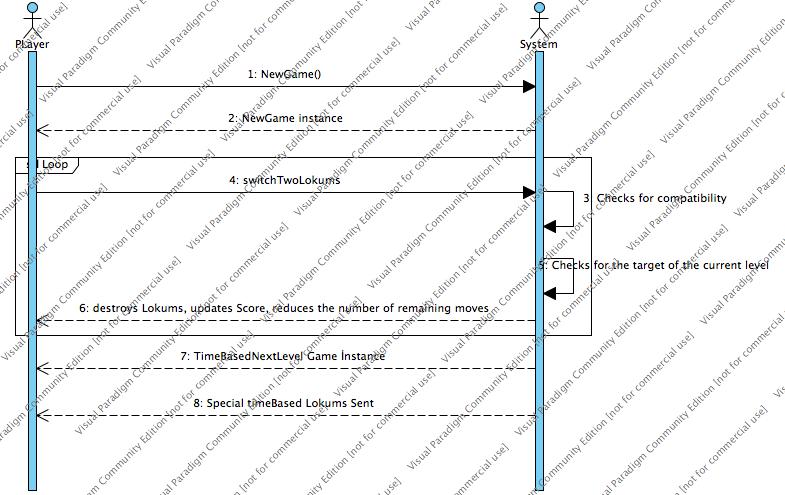 PLayer
System
1: NewGame()
2: NewGame instance
sd Loop
4: switchTwoLokums
3: Checks for compatibility
5: Checks for the target of the current level
6: destroys Lokums, updates Score, reduces the number of remaining moves
7: TimeBasedNextLevel Game İnstance
8: Special timeBased Lokums Sent
Visual Paradigm Community Edition [not for commercial use]